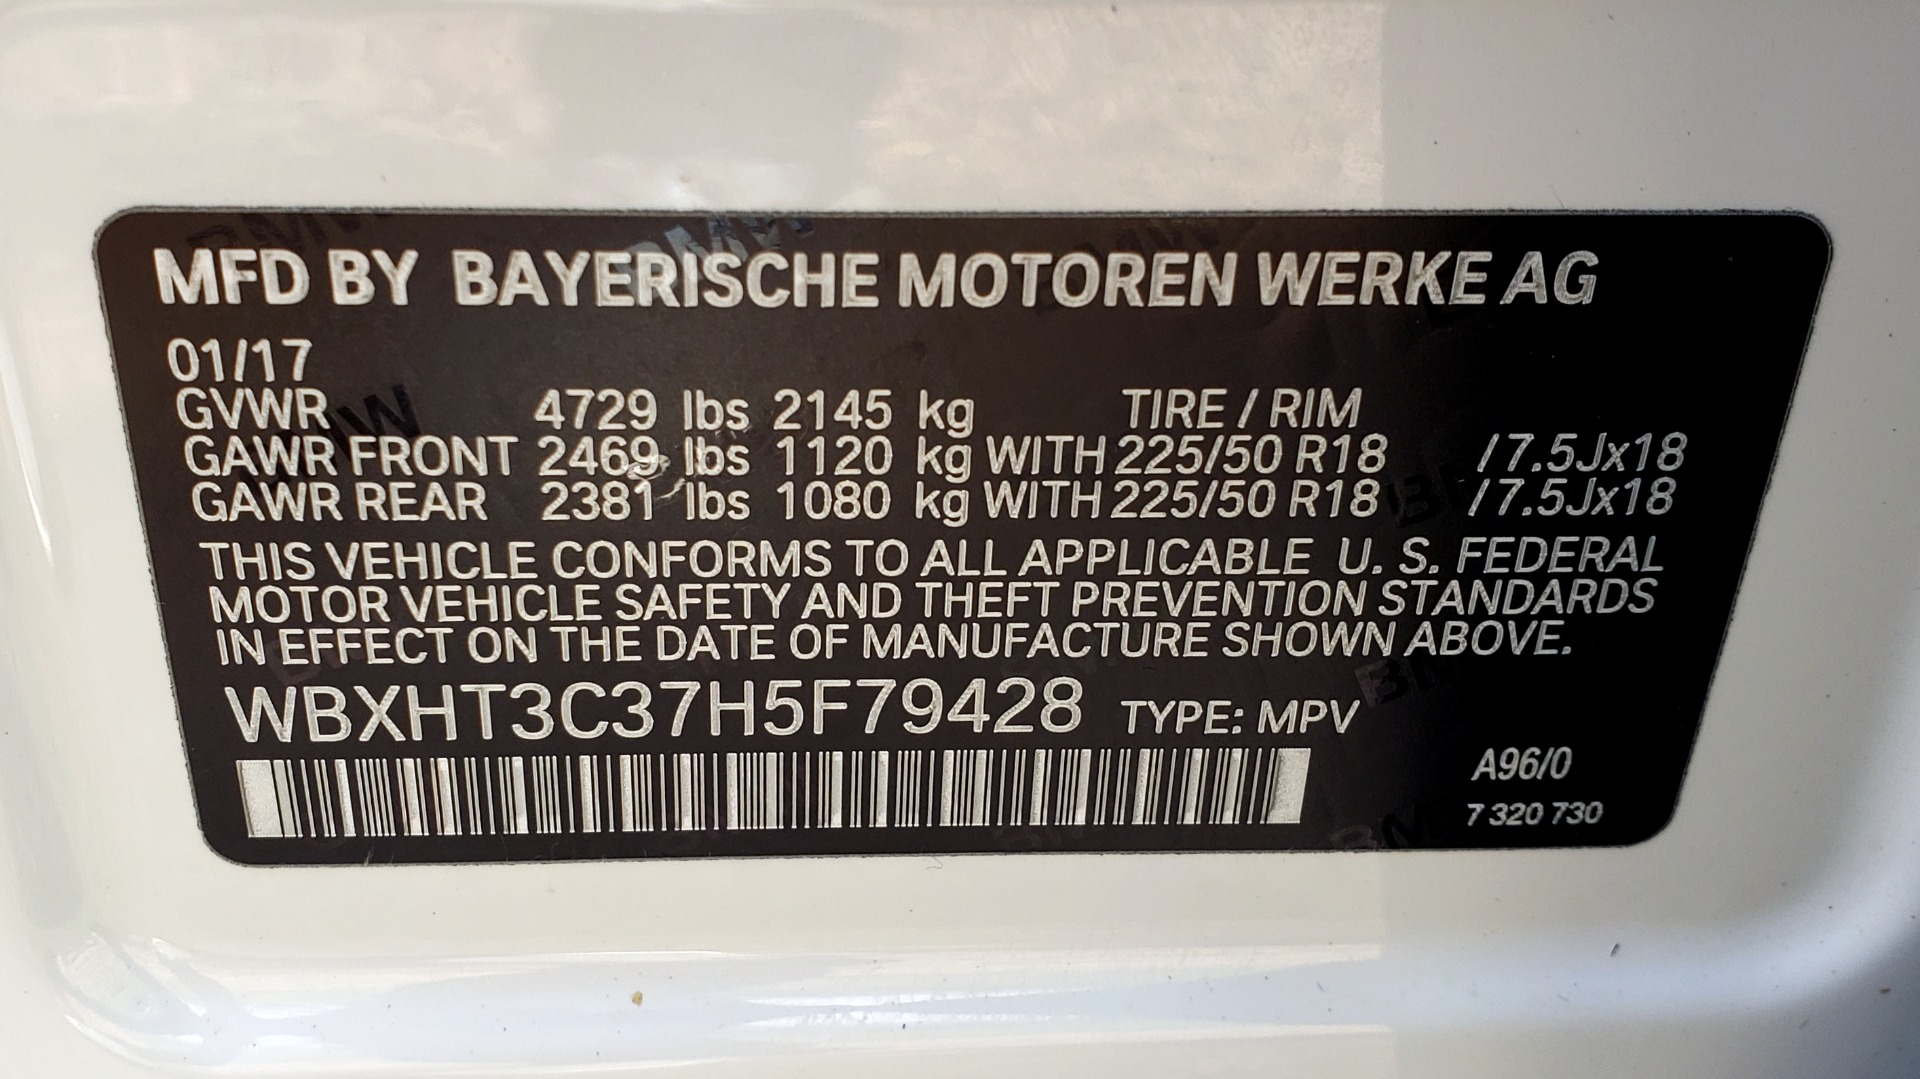 MFD BY BAYERISCHE MOTOREN WERKE AG
01/17
GVWR 4729 lbs 2145 kg TIRE / RIM
GAWR FRONT 2469 lbs 1120 kg WITH 225/50 R18 /7.5Jx18
GAWR REAR 2381 lbs 1080 kg WITH 225/50 R18 /7.5Jx18
THIS VEHICLE CONFORMS TO ALL APPLICABLE U. S. FEDERAL
MOTOR VEHICLE SAFETY AND THEFT PREVENTION STANDARDS
IN EFFECT ON THE DATE OF MANUFACTURE SHOWN ABOVE.
WBXHT3C37H5F79428 TYPE: MPV
A96/0
7 320 730